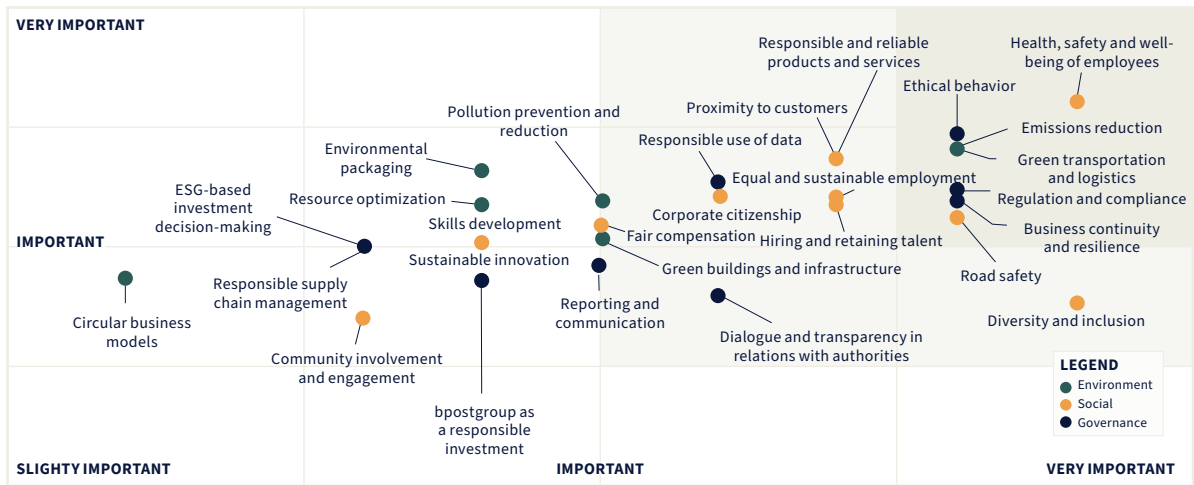 VERY IMPORTANT
Responsible and reliable
products and services
Health, safety and well-
being of employees
Ethical behavior
Pollution prevention and
reduction
Proximity to customers
Emissions reduction
Responsible use of data
Environmental
packaging
Green transportation
and logistics
Equal and sustainable employment
ESG-based
investment
decision-making
Resource optimization
Regulation and compliance
Skills development
Corporate citizenship
Business continuity
and resilience
IMPORTANT
Fair compensation
Hiring and retaining talent
Sustainable innovation
Green buildings and infrastructure
Road safety
Responsible supply
chain management
Reporting and
communication
Circular business
models
Diversity and inclusion
Dialogue and transparency in
relations with authorities
Community involvement
and engagement
LEGEND
Environment
Social
Governance
bpostgroup as
a responsible
investment
SLIGHTY IMPORTANT
IMPORTANT
VERY IMPORTANT